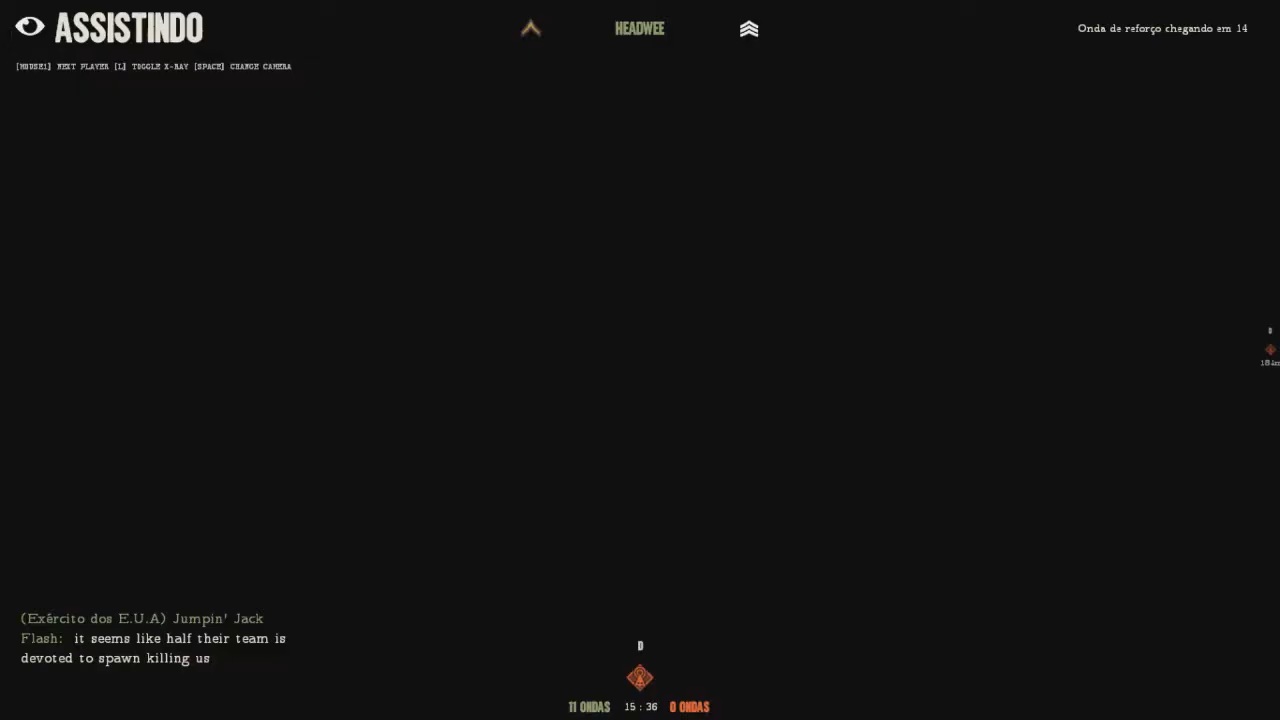 ASSISTINDO
HEADWEE
Onda de reforço chegando em 14
[MOUSE1] NEXT PLAYER [L] TOGGLE X-RAY [SPACE] CHANGE CAMERA
D
(Exército dos E.U.A) Jumpin' Jack
Flash: it seems like half their team is
devoted to spawn killing us
D
11 ONDAS 15 : 36 0 ONDAS